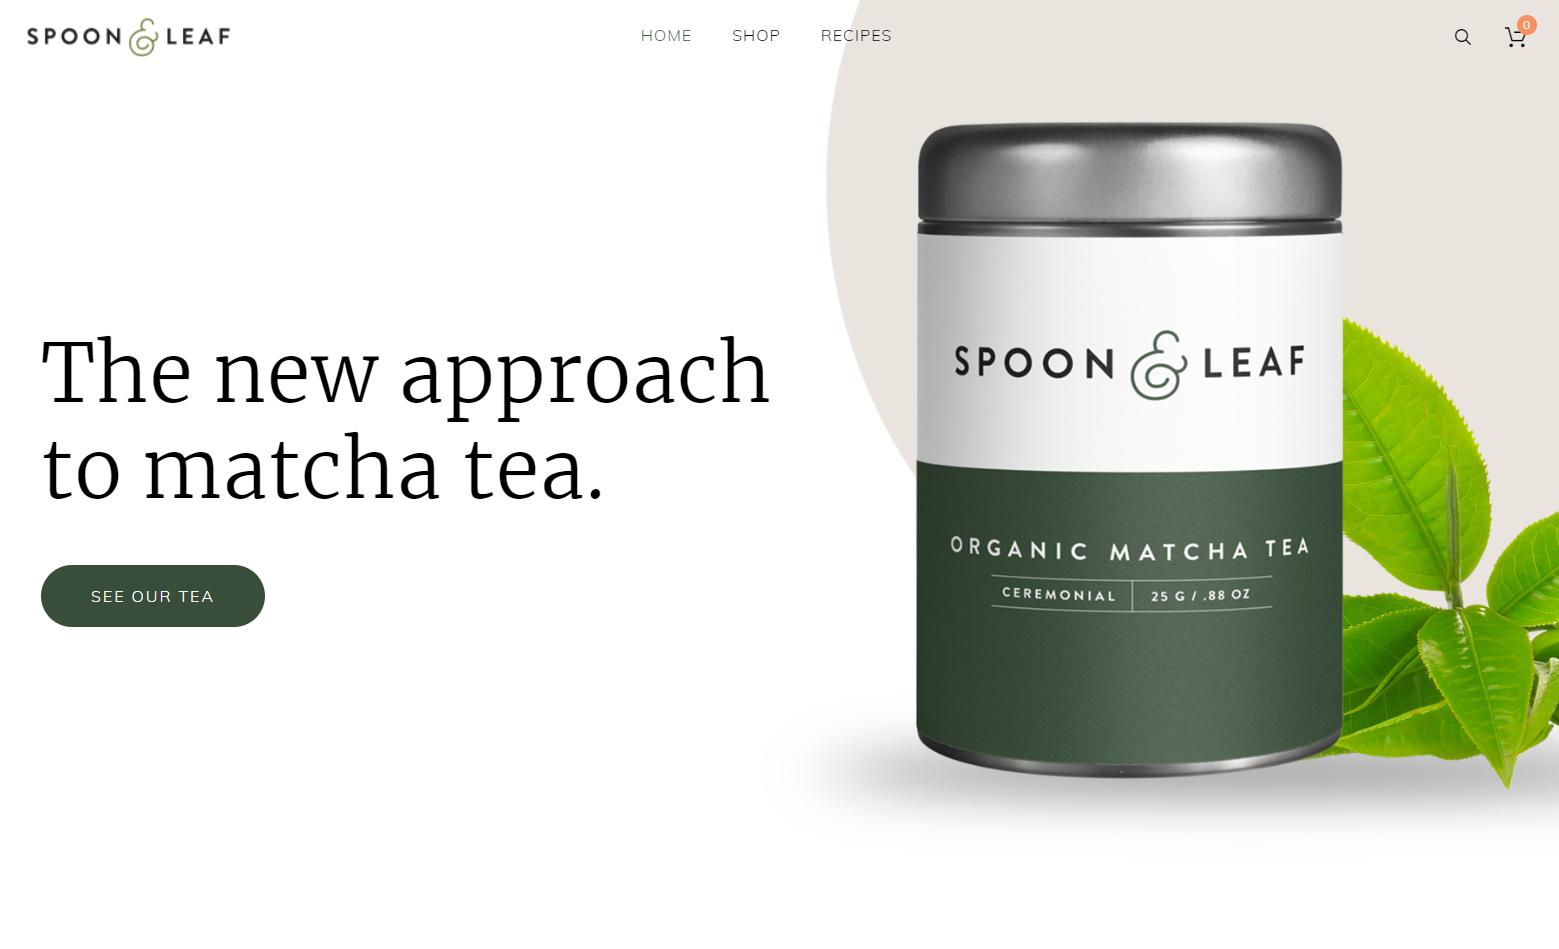 SPOON & LEAF
HOME SHOP RECIPES
0
The new approach
to matcha tea.
SEE OUR TEA
SPOON & LEAF
ORGANIC MATCHA TEA
CEREMONIAL 25 G / .88 OZ